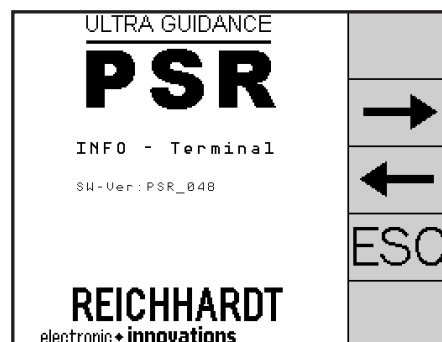 ULTRA GUIDANCE
PSR
INFO - Terminal
SW-Ver:PSR_048
ESC
REICHHARDT
electronic+innovations